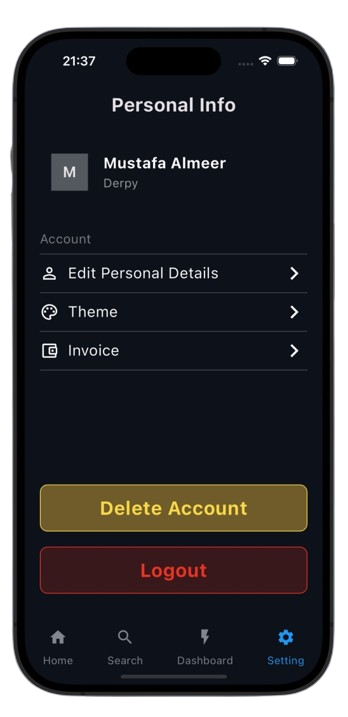 21:37
Personal Info
M
Mustafa Almeer
Derpy
Account
Edit Personal Details
Theme
Invoice
Delete Account
Logout
Home
Search
Dashboard
Setting